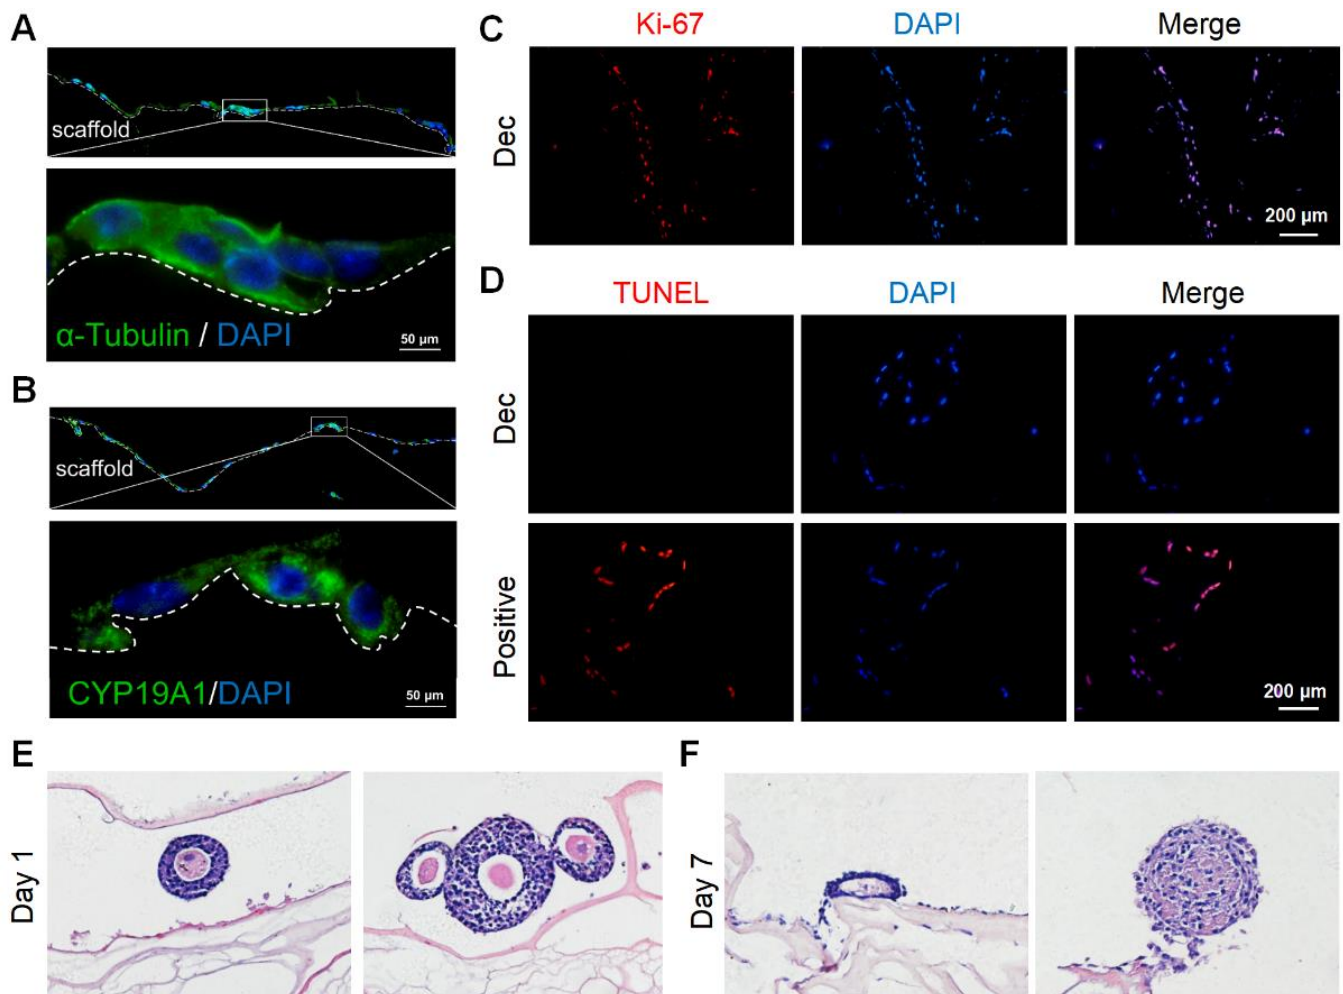 A
scaffold
α-Tubulin / DAPI
50 μm
B
scaffold
CYP19A1/DAPI
50 μm
C
Ki-67 DAPI Merge
Dec
200 μm
D
TUNEL DAPI Merge
Dec
Positive
200 μm
E
Day 1
F
Day 7